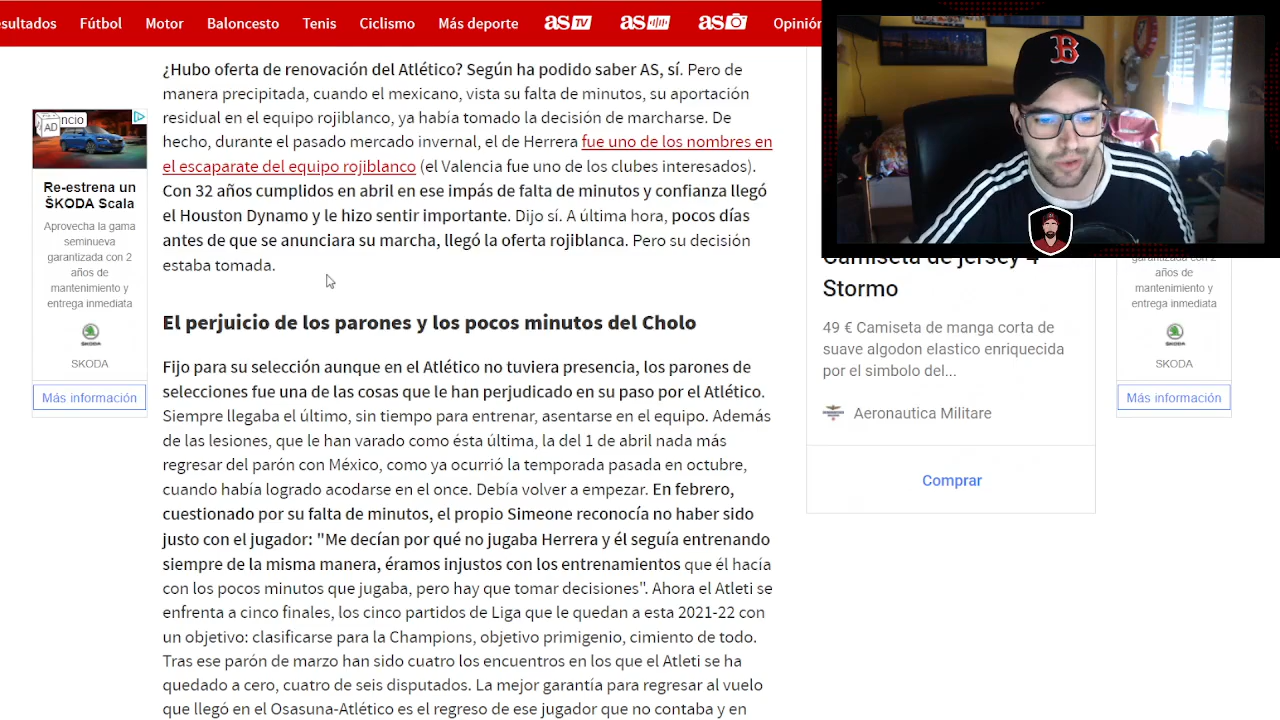 esultados Fútbol Motor Baloncesto Tenis Ciclismo Más deporte as TV as as Opinión
¿Hubo oferta de renovación del Atlético? Según ha podido saber AS, sí. Pero de
manera precipitada, cuando el mexicano, vista su falta de minutos, su aportación
residual en el equipo rojiblanco, ya había tomado la decisión de marcharse. De
hecho, durante el pasado mercado invernal, el de Herrera fue uno de los nombres en
el escaparate del equipo rojiblanco (el Valencia fue uno de los clubes interesados).
Con 32 años cumplidos en abril en ese impás de falta de minutos y confianza llegó
el Houston Dynamo y le hizo sentir importante. Dijo sí. A última hora, pocos días
antes de que se anunciara su marcha, llegó la oferta rojiblanca. Pero su decisión
estaba tomada.
El perjuicio de los parones y los pocos minutos del Cholo
Fijo para su selección aunque en el Atlético no tuviera presencia, los parones de
selecciones fue una de las cosas que le han perjudicado en su paso por el Atlético.
Siempre llegaba el último, sin tiempo para entrenar, asentarse en el equipo. Además
de las lesiones, que le han varado como ésta última, la del 1 de abril nada más
regresar del parón con México, como ya ocurrió la temporada pasada en octubre,
cuando había logrado acodarse en el once. Debía volver a empezar. En febrero,
cuestionado por su falta de minutos, el propio Simeone reconocía no haber sido
justo con el jugador: "Me decían por qué no jugaba Herrera y él seguía entrenando
siempre de la misma manera, éramos injustos con los entrenamientos que él hacía
con los pocos minutos que jugaba, pero hay que tomar decisiones". Ahora el Atleti se
enfrenta a cinco finales, los cinco partidos de Liga que le quedan a esta 2021-22 con
un objetivo: clasificarse para la Champions, objetivo primigenio, cimiento de todo.
Tras ese parón de marzo han sido cuatro los encuentros en los que el Atleti se ha
quedado a cero, cuatro de seis disputados. La mejor garantía para regresar al vuelo
que llegó en el Osasuna-Atlético es el regreso de ese jugador que no contaba y en
AD ncio
Re-estrena un
ŠKODA Scala
Aprovecha la gama
seminueva
garantizada con 2
años de
mantenimiento y
entrega inmediata
SKODA
Más información
B
Camiseta de jersey 4
Stormo
49 € Camiseta de manga corta de
suave algodon elastico enriquecida
por el simbolo del...
Aeronautica Militare
Comprar
garantizada con 2
años de
mantenimiento y
entrega inmediata
SKODA
Más información